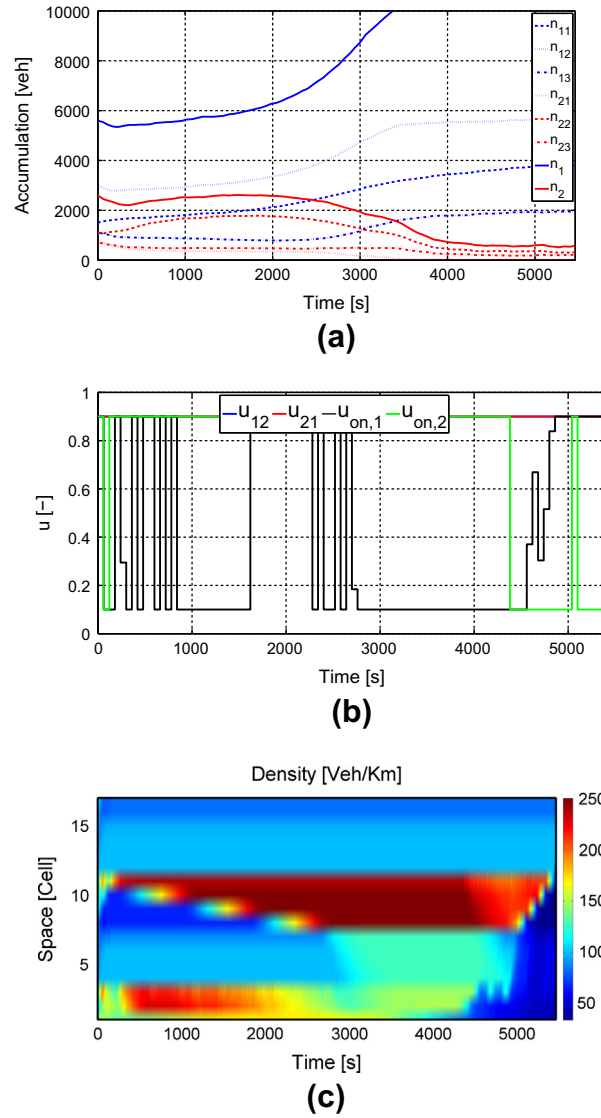 10000
8000
6000
4000
2000
0
Accumulation [veh]
n11
n12
n13
n21
n22
n23
n1
n2
0 1000 2000 3000 4000 5000
Time [s]
(a)
1
0.8
0.6
0.4
0.2
0
u [−]
u12 u21 uon,1 uon,2
0 1000 2000 3000 4000 5000
Time [s]
(b)
Density [Veh/Km]
15
10
5
Space [Cell]
250
200
150
100
50
0 1000 2000 3000 4000 5000
Time [s]
(c)